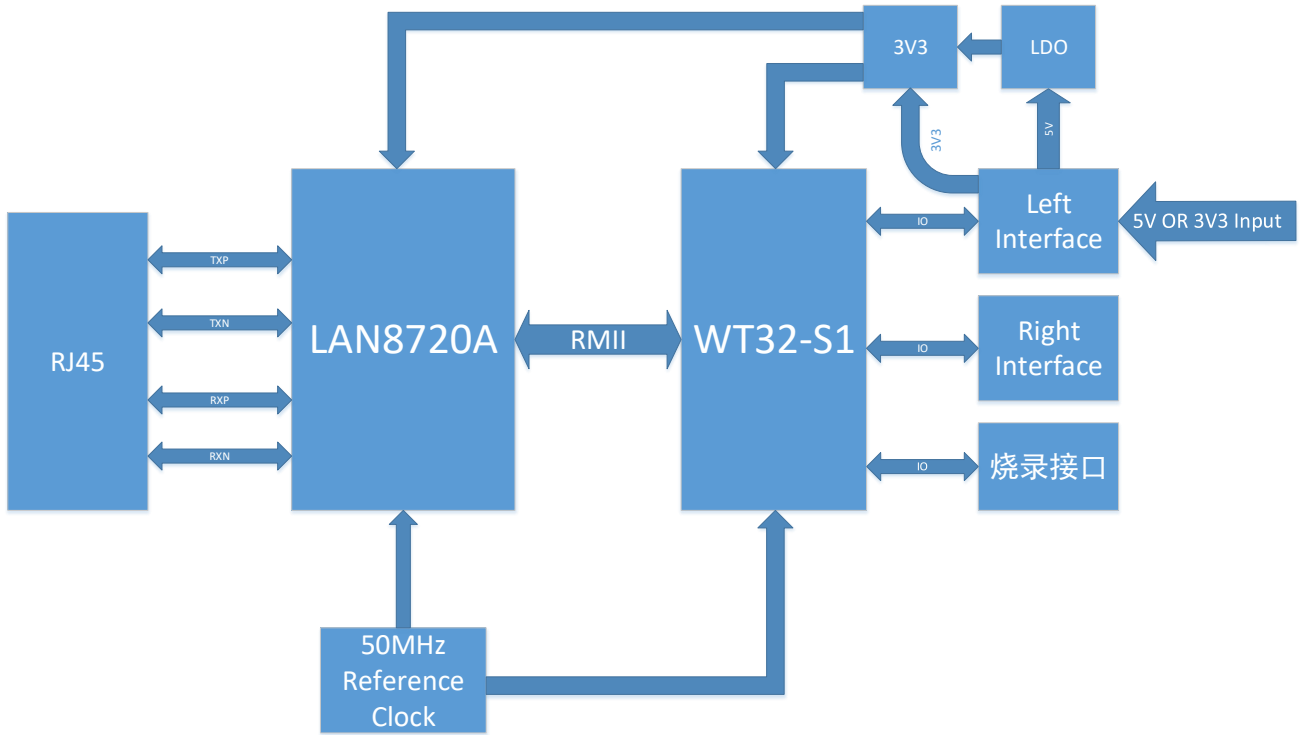 3V3
LDO
3V3
5V
Left
Interface
5V OR 3V3 Input
IO
TXP
TXN
RJ45
RXP
RXN
LAN8720A
RMII
WT32-S1
IO
Right
Interface
IO
烧录接口
50MHz
Reference
Clock